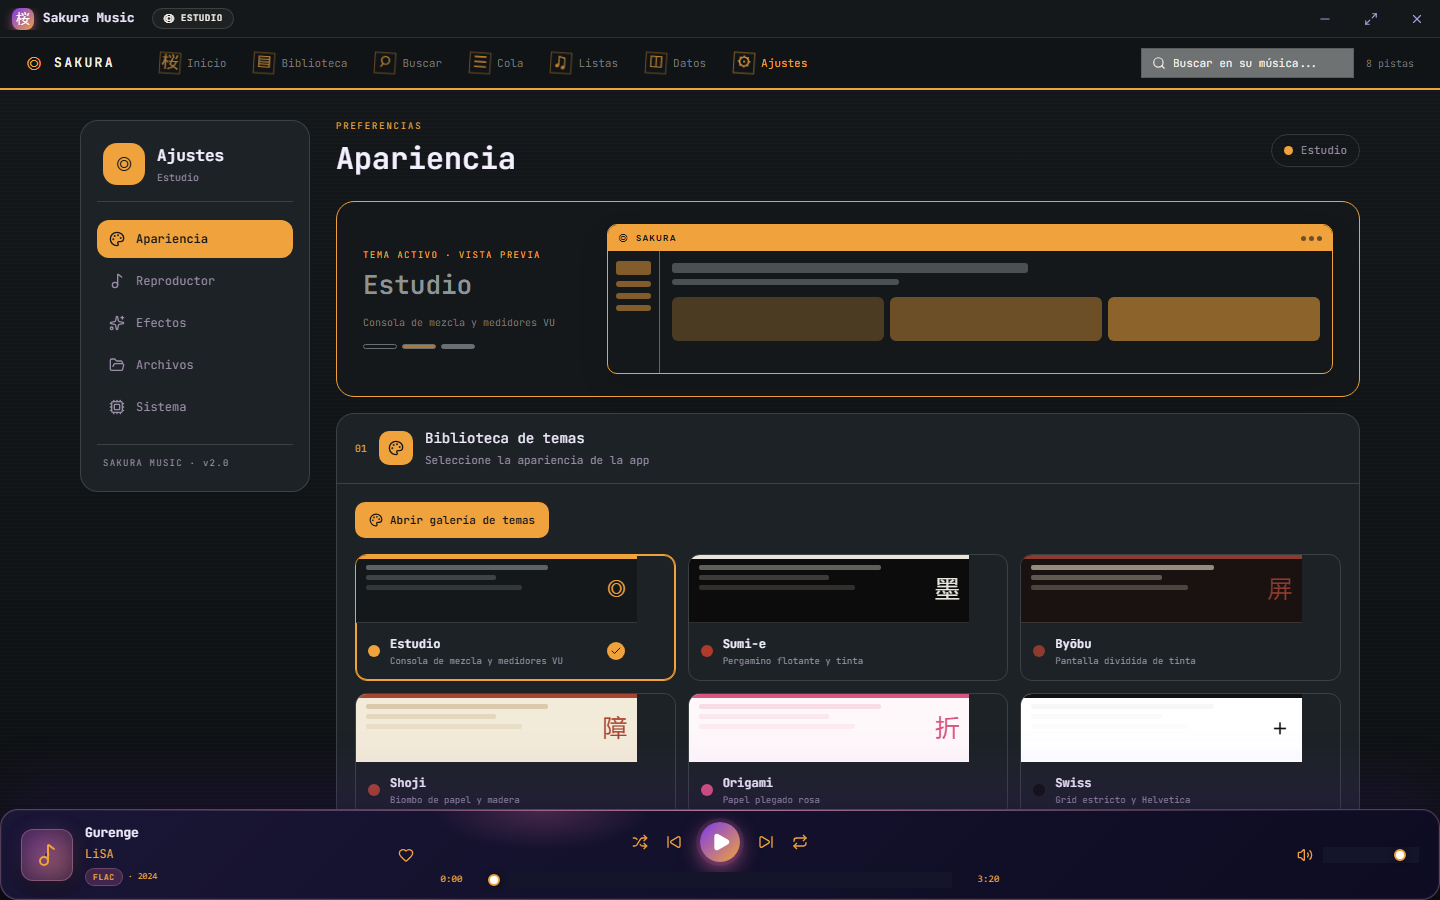 桜 Sakura Music ESTUDIO
SAKURA
桜 Inicio
Biblioteca
Buscar
Cola
Listas
Datos
Ajustes
Buscar en su música...
8 pistas
Ajustes
Estudio
Apariencia
Reproductor
Efectos
Archivos
Sistema
SAKURA MUSIC · v2.0
PREFERENCIAS
Apariencia
Estudio
TEMA ACTIVO · VISTA PREVIA
Estudio
Consola de mezcla y medidores VU
SAKURA
01
Biblioteca de temas
Seleccione la apariencia de la app
Abrir galería de temas
Estudio
Consola de mezcla y medidores VU
墨
Sumi-e
Pergamino flotante y tinta
屏
Byōbu
Pantalla dividida de tinta
障
Shoji
Biombo de papel y madera
折
Origami
Papel plegado rosa
Swiss
Grid estricto y Helvetica
Gurenge
LiSA
FLAC · 2024
0:00
3:20